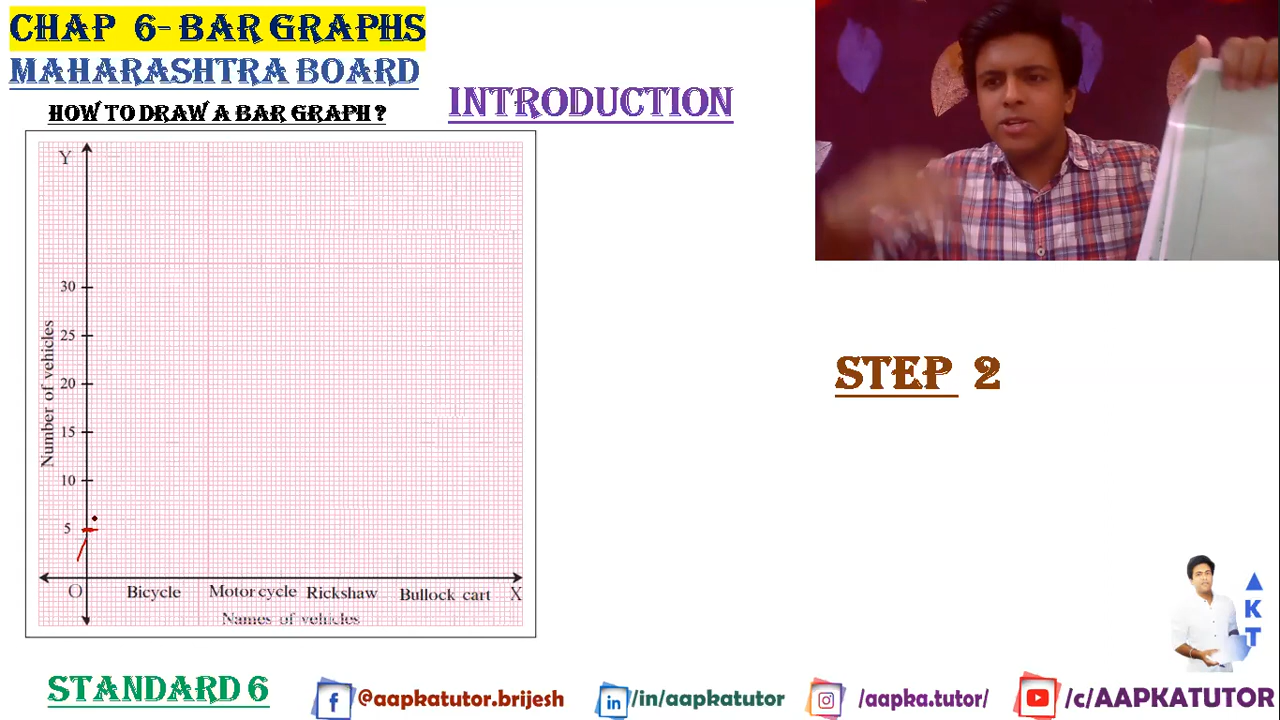 CHAP 6- BAR GRAPHS
MAHARASHTRA BOARD
HOW TO DRAW A BAR GRAPH ?
INTRODUCTION
Y
30
25
20
15
10
5
Number of vehicles
O
Bicycle Motorcycle Rickshaw Bullock cart X
Names of vehicles
STEP 2
AKT
STANDARD 6
@aapkatutor.brijesh
/in/aapkatutor
/aapka.tutor/
/c/AAPKATUTOR